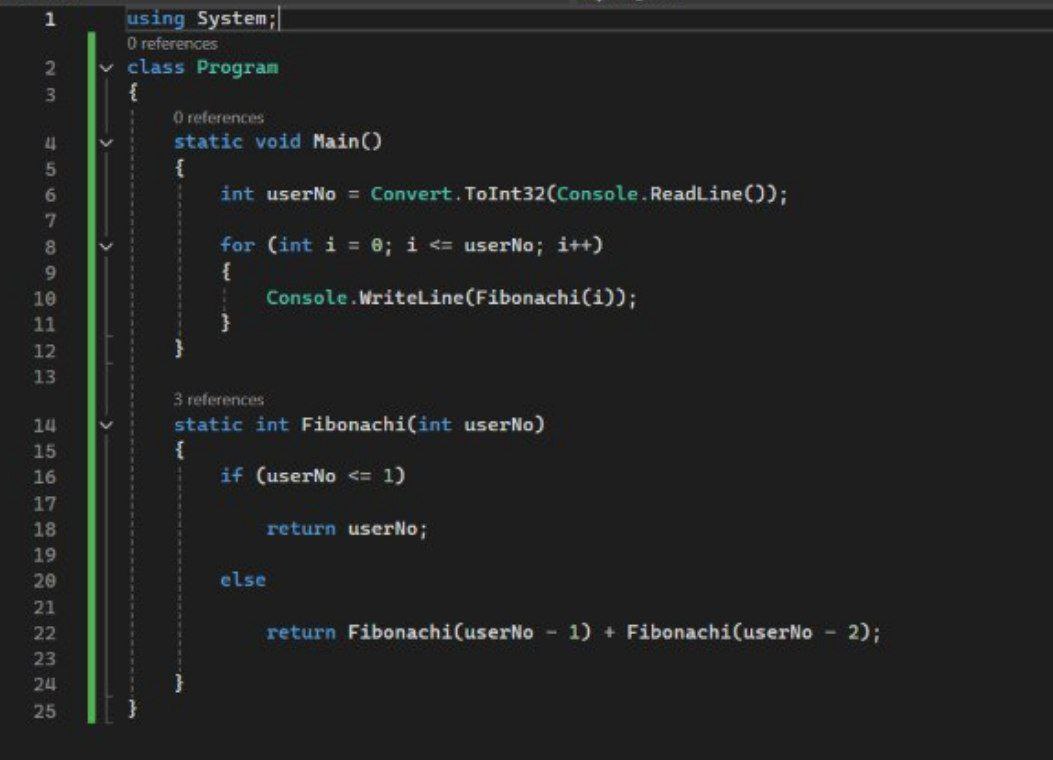 1 using System;
0 references
2 class Program
3 {
0 references
4 static void Main()
5 {
6 int userNo = Convert.ToInt32(Console.ReadLine());
7
8 for (int i = 0; i <= userNo; i++)
9 {
10 Console.WriteLine(Fibonachi(i));
11 }
12 }
13
3 references
14 static int Fibonachi(int userNo)
15 {
16 if (userNo <= 1)
17
18 return userNo;
19
20 else
21
22 return Fibonachi(userNo - 1) + Fibonachi(userNo - 2);
23
24 }
25 }